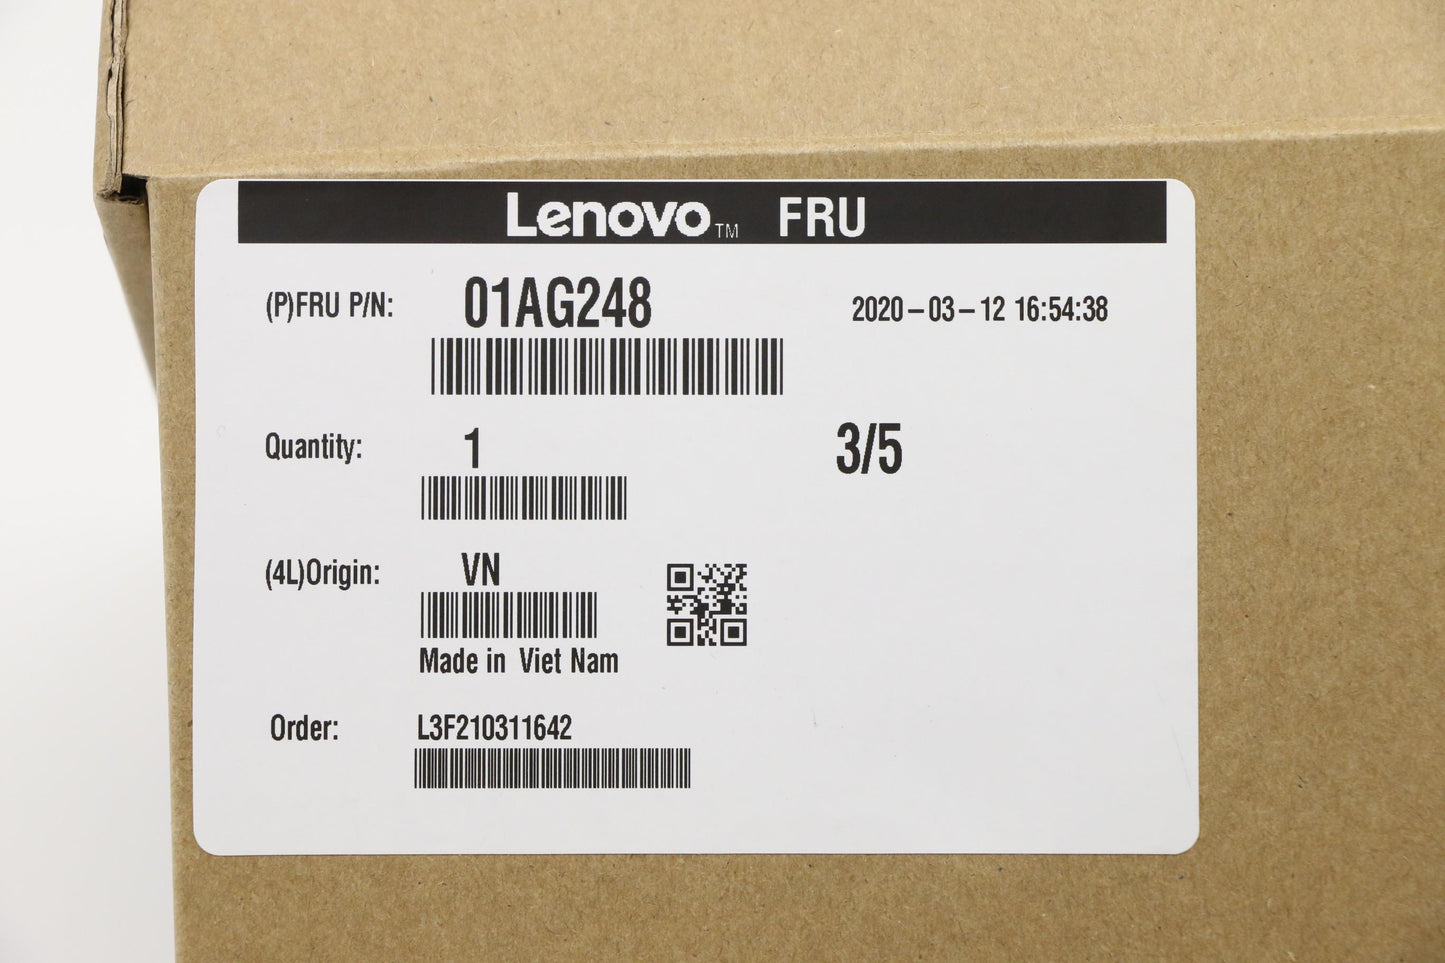 Lenovo™ FRU
(P)FRU P/N: 01AG248 2020-03-12 16:54:38
Quantity: 1 3/5
(4L)Origin: VN
Made in Viet Nam
Order: L3F210311642